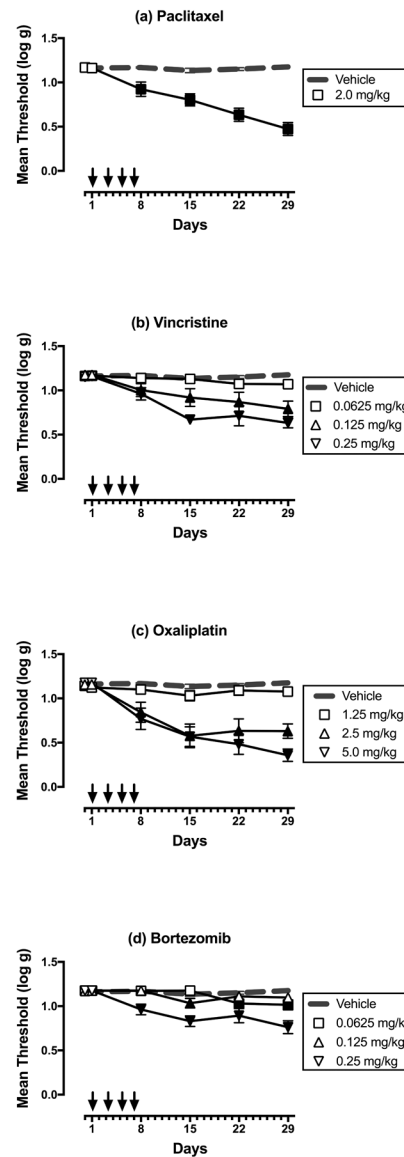 (a) Paclitaxel
Mean Threshold (log g)
1.5
1.0
0.5
0.0
1 8 15 22 29
Days
Vehicle
2.0 mg/kg
(b) Vincristine
Mean Threshold (log g)
1.5
1.0
0.5
0.0
1 8 15 22 29
Days
Vehicle
0.0625 mg/kg
0.125 mg/kg
0.25 mg/kg
(c) Oxaliplatin
Mean Threshold (log g)
1.5
1.0
0.5
0.0
1 8 15 22 29
Days
Vehicle
1.25 mg/kg
2.5 mg/kg
5.0 mg/kg
(d) Bortezomib
Mean Threshold (log g)
1.5
1.0
0.5
0.0
1 8 15 22 29
Days
Vehicle
0.0625 mg/kg
0.125 mg/kg
0.25 mg/kg